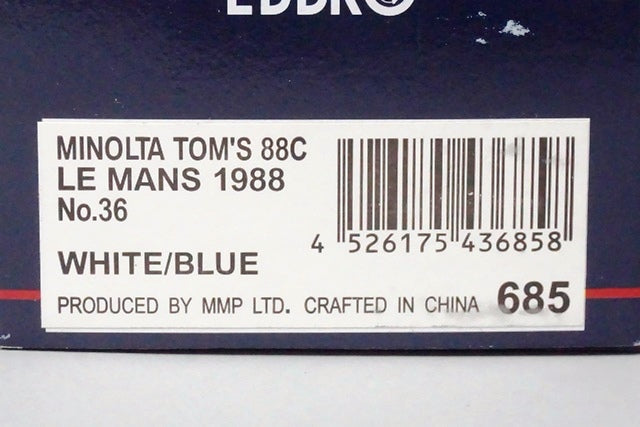 EBBRO
MINOLTA TOM'S 88C
LE MANS 1988
No.36
4 526175 436858
WHITE/BLUE
PRODUCED BY MMP LTD. CRAFTED IN CHINA 685